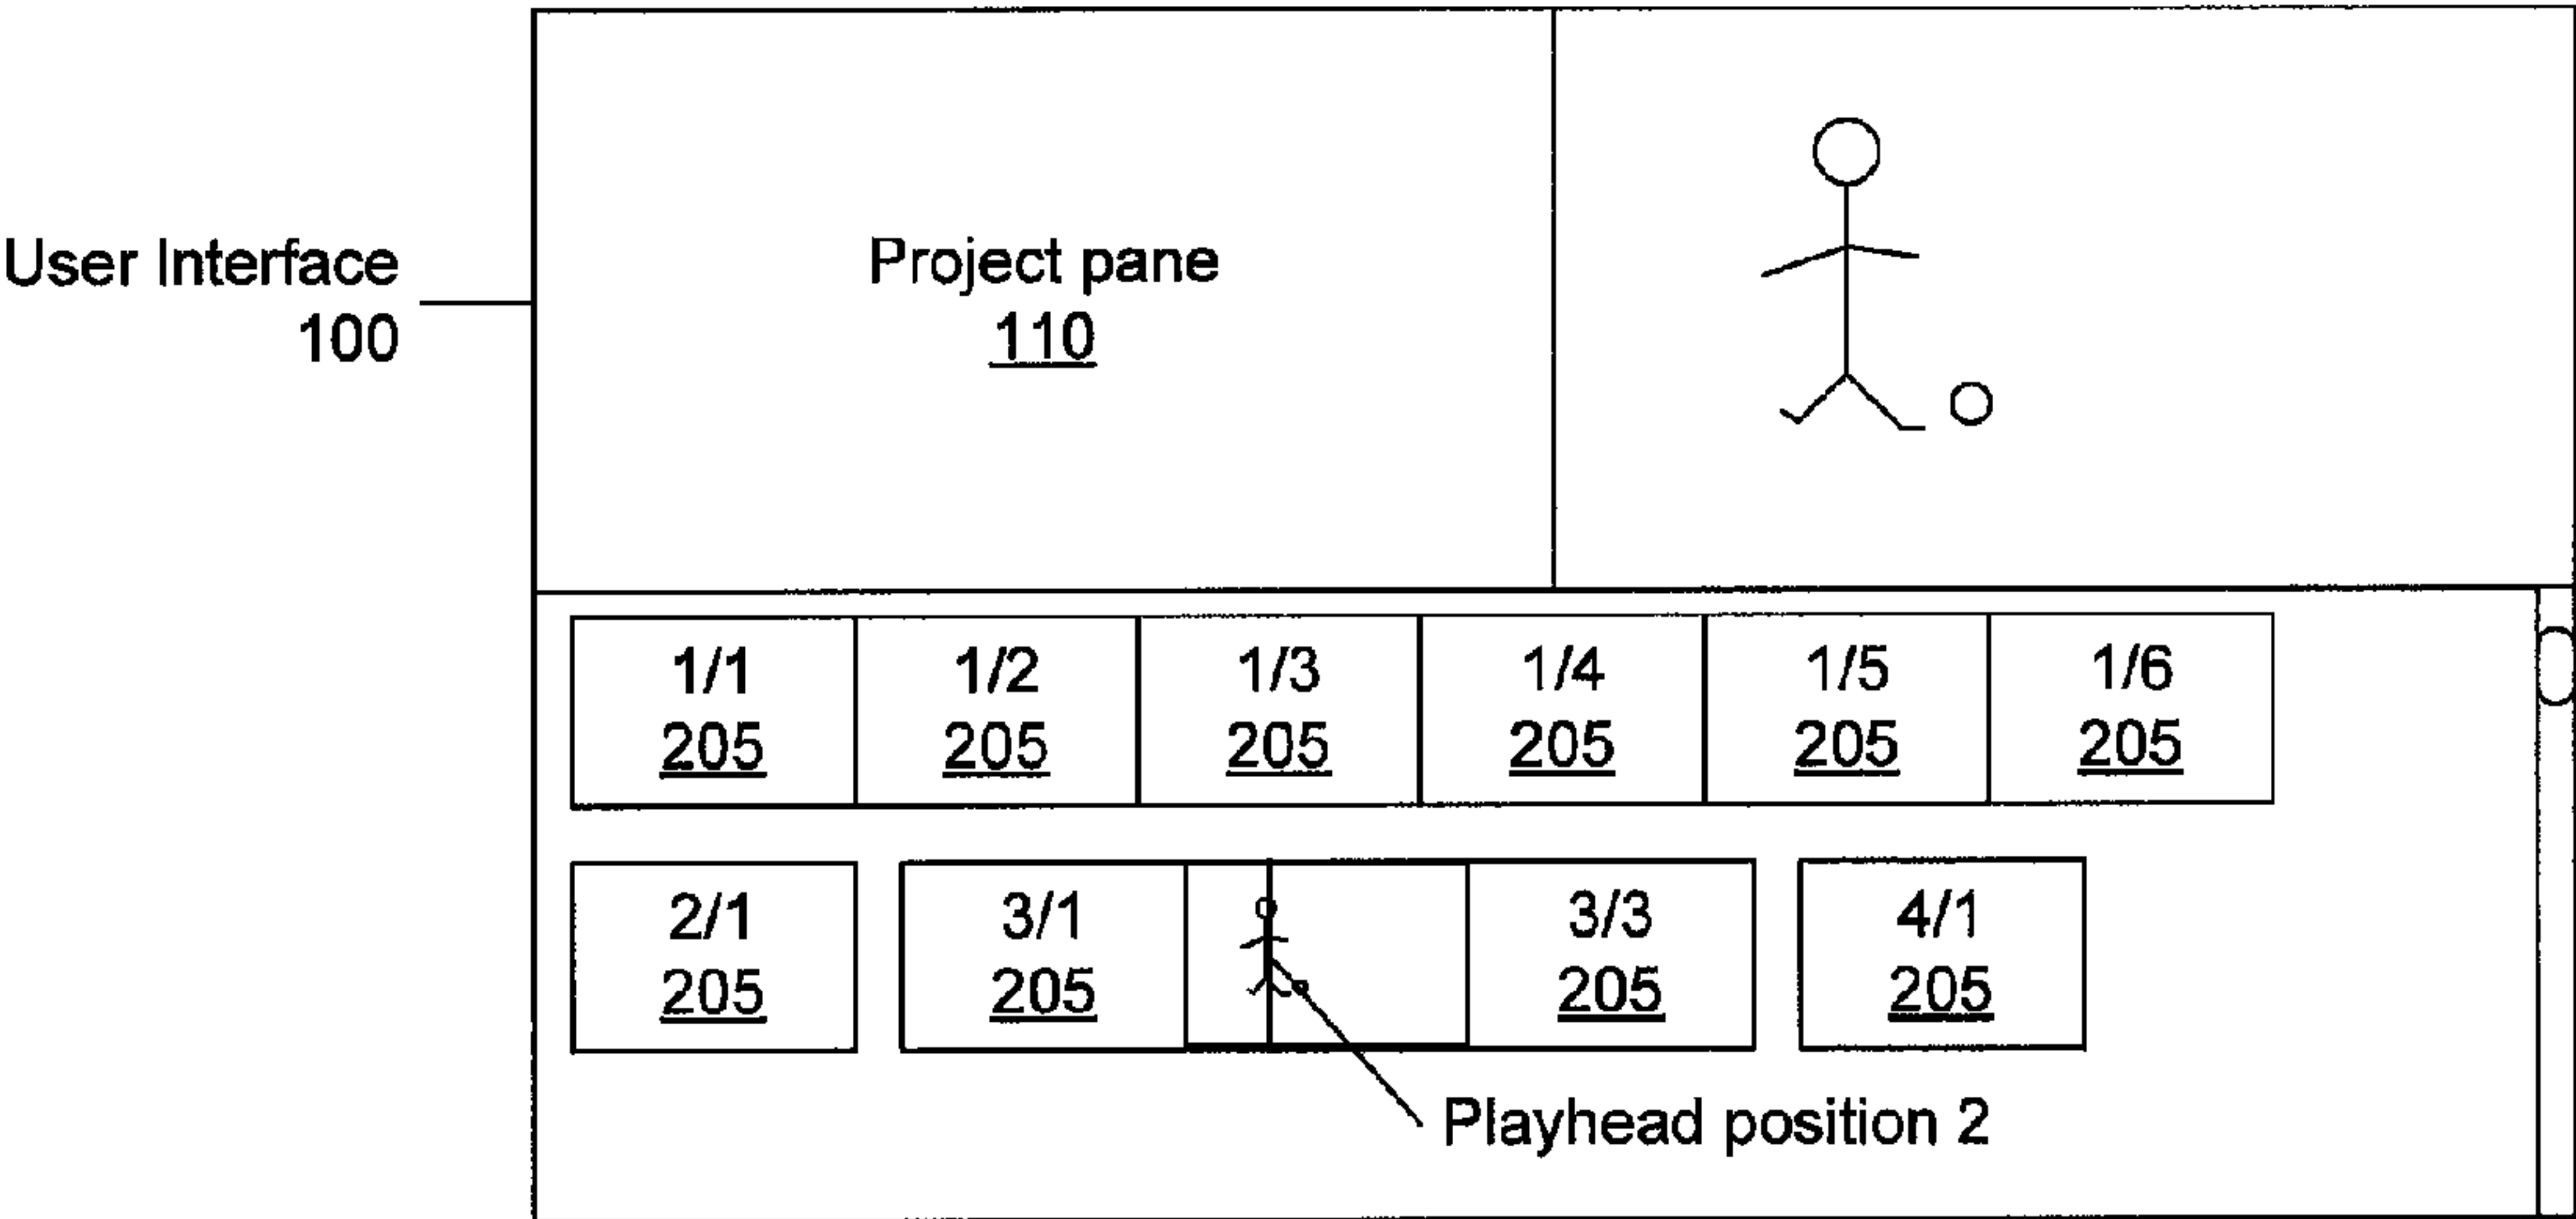 User Interface
100
Project pane
110
1/1 1/2 1/3 1/4 1/5 1/6
205 205 205 205 205 205
2/1 3/1 3/3 4/1
205 205 205 205
Playhead position 2